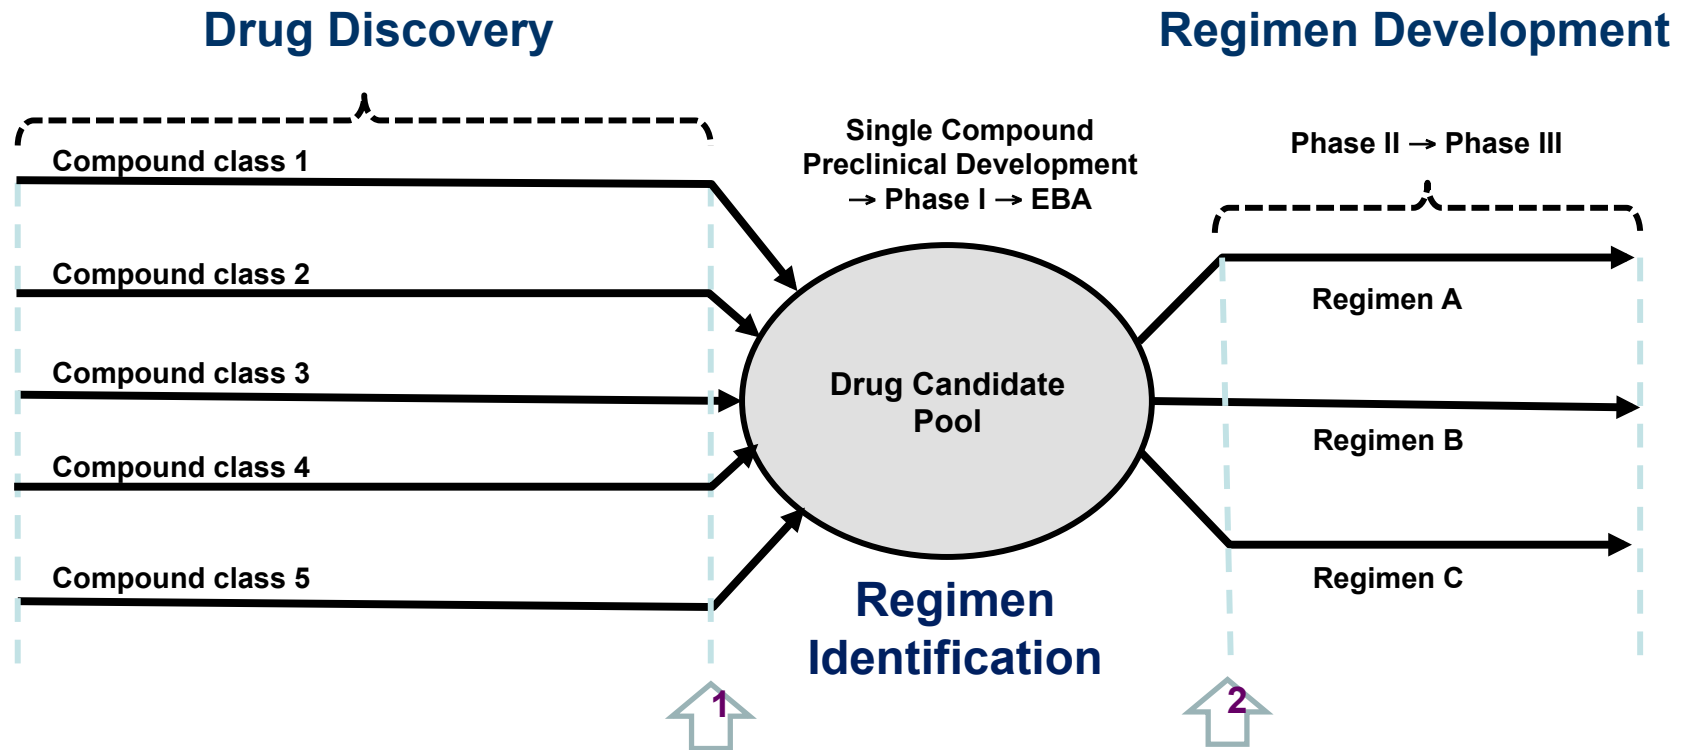 Drug Discovery
Regimen Development
Single Compound
Preclinical Development
→ Phase I → EBA
Phase II → Phase III
Compound class 1
Compound class 2
Compound class 3
Compound class 4
Compound class 5
Drug Candidate
Pool
Regimen A
Regimen B
Regimen C
Regimen
Identification
1
2